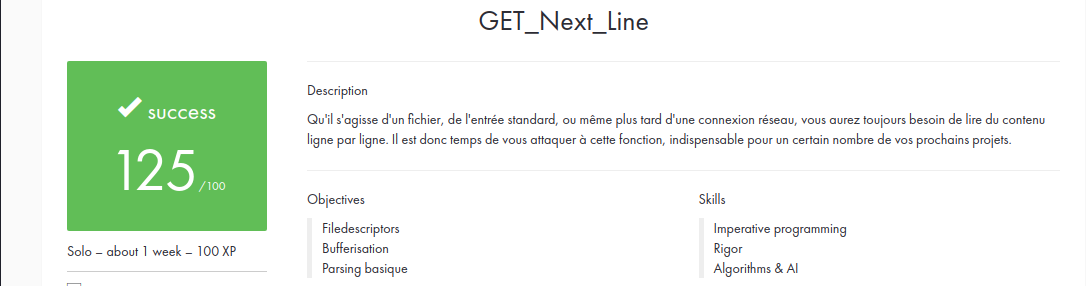 GET_Next_Line
success
125 /100
Solo – about 1 week – 100 XP
Description
Qu'il s'agisse d'un fichier, de l'entrée standard, ou même plus tard d'une connexion réseau, vous aurez toujours besoin de lire du contenu
ligne par ligne. Il est donc temps de vous attaquer à cette fonction, indispensable pour un certain nombre de vos prochains projets.
Objectives
Filedescriptors
Bufferisation
Parsing basique
Skills
Imperative programming
Rigor
Algorithms & AI